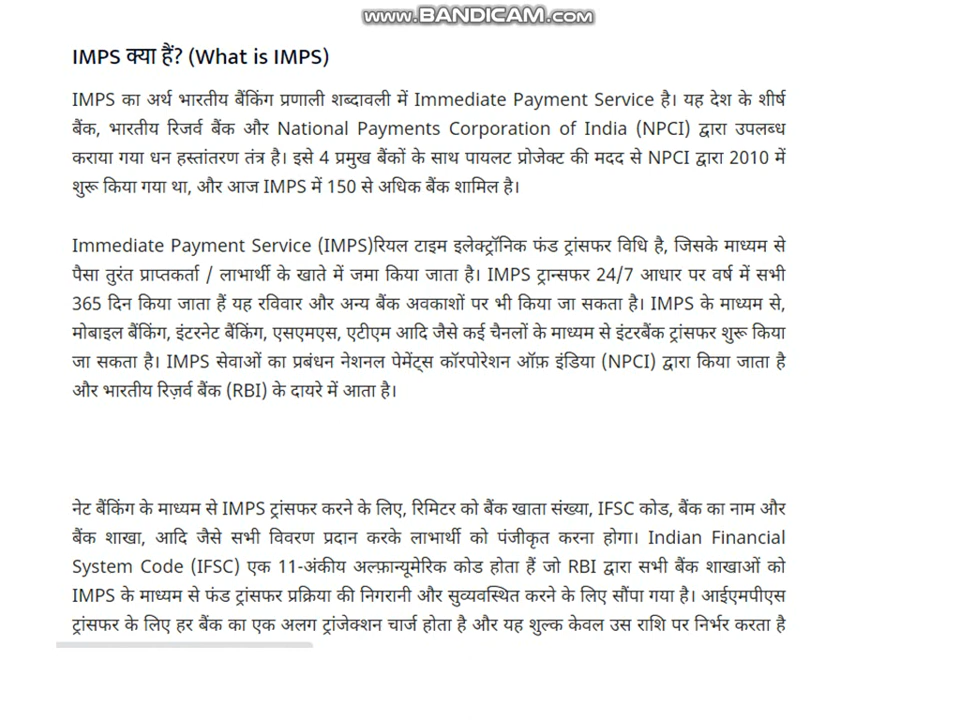 www.BANDICAM.com
IMPS क्या हैं? (What is IMPS)
IMPS का अर्थ भारतीय बैंकिंग प्रणाली शब्दावली में Immediate Payment Service है। यह देश के शीर्ष
बैंक, भारतीय रिजर्व बैंक और National Payments Corporation of India (NPCI) द्वारा उपलब्ध
कराया गया धन हस्तांतरण तंत्र है। इसे 4 प्रमुख बैंकों के साथ पायलट प्रोजेक्ट की मदद से NPCI द्वारा 2010 में
शुरू किया गया था, और आज IMPS में 150 से अधिक बैंक शामिल है।
Immediate Payment Service (IMPS)रियल टाइम इलेक्ट्रॉनिक फंड ट्रांसफर विधि है, जिसके माध्यम से
पैसा तुरंत प्राप्तकर्ता / लाभार्थी के खाते में जमा किया जाता है। IMPS ट्रान्सफर 24/7 आधार पर वर्ष में सभी
365 दिन किया जाता हैं यह रविवार और अन्य बैंक अवकाशों पर भी किया जा सकता है। IMPS के माध्यम से,
मोबाइल बैंकिंग, इंटरनेट बैंकिंग, एसएमएस, एटीएम आदि जैसे कई चैनलों के माध्यम से इंटरबैंक ट्रांसफर शुरू किया
जा सकता है। IMPS सेवाओं का प्रबंधन नेशनल पेमेंट्स कॉरपोरेशन ऑफ़ इंडिया (NPCI) द्वारा किया जाता है
और भारतीय रिज़र्व बैंक (RBI) के दायरे में आता है।
नेट बैंकिंग के माध्यम से IMPS ट्रांसफर करने के लिए, रिमिटर को बैंक खाता संख्या, IFSC कोड, बैंक का नाम और
बैंक शाखा, आदि जैसे सभी विवरण प्रदान करके लाभार्थी को पंजीकृत करना होगा। Indian Financial
System Code (IFSC) एक 11-अंकीय अल्फ़ान्यूमेरिक कोड होता हैं जो RBI द्वारा सभी बैंक शाखाओं को
IMPS के माध्यम से फंड ट्रांसफर प्रक्रिया की निगरानी और सुव्यवस्थित करने के लिए सौंपा गया है। आईएमपीएस
ट्रांसफर के लिए हर बैंक का एक अलग ट्रांजेक्शन चार्ज होता है और यह शुल्क केवल उस राशि पर निर्भर करता है